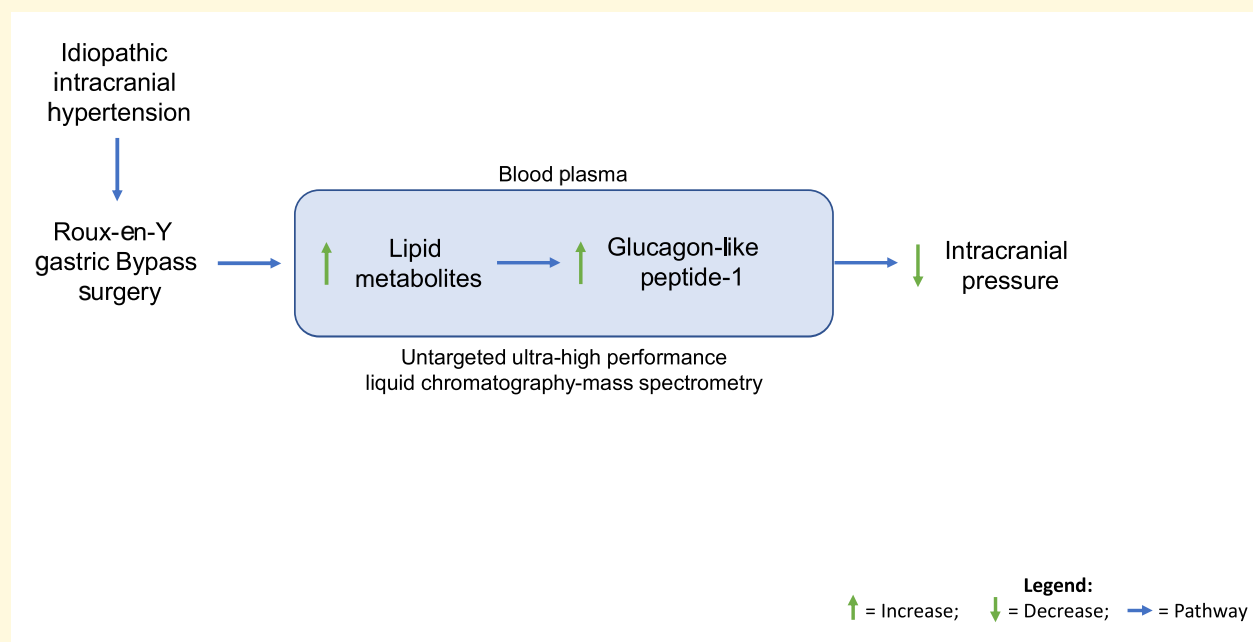 Idiopathic
intracranial
hypertension
Roux-en-Y
gastric Bypass
surgery
Blood plasma
Lipid
metabolites
Glucagon-like
peptide-1
Untargeted ultra-high performance
liquid chromatography-mass spectrometry
Intracranial
pressure
Legend:
= Increase; = Decrease; = Pathway